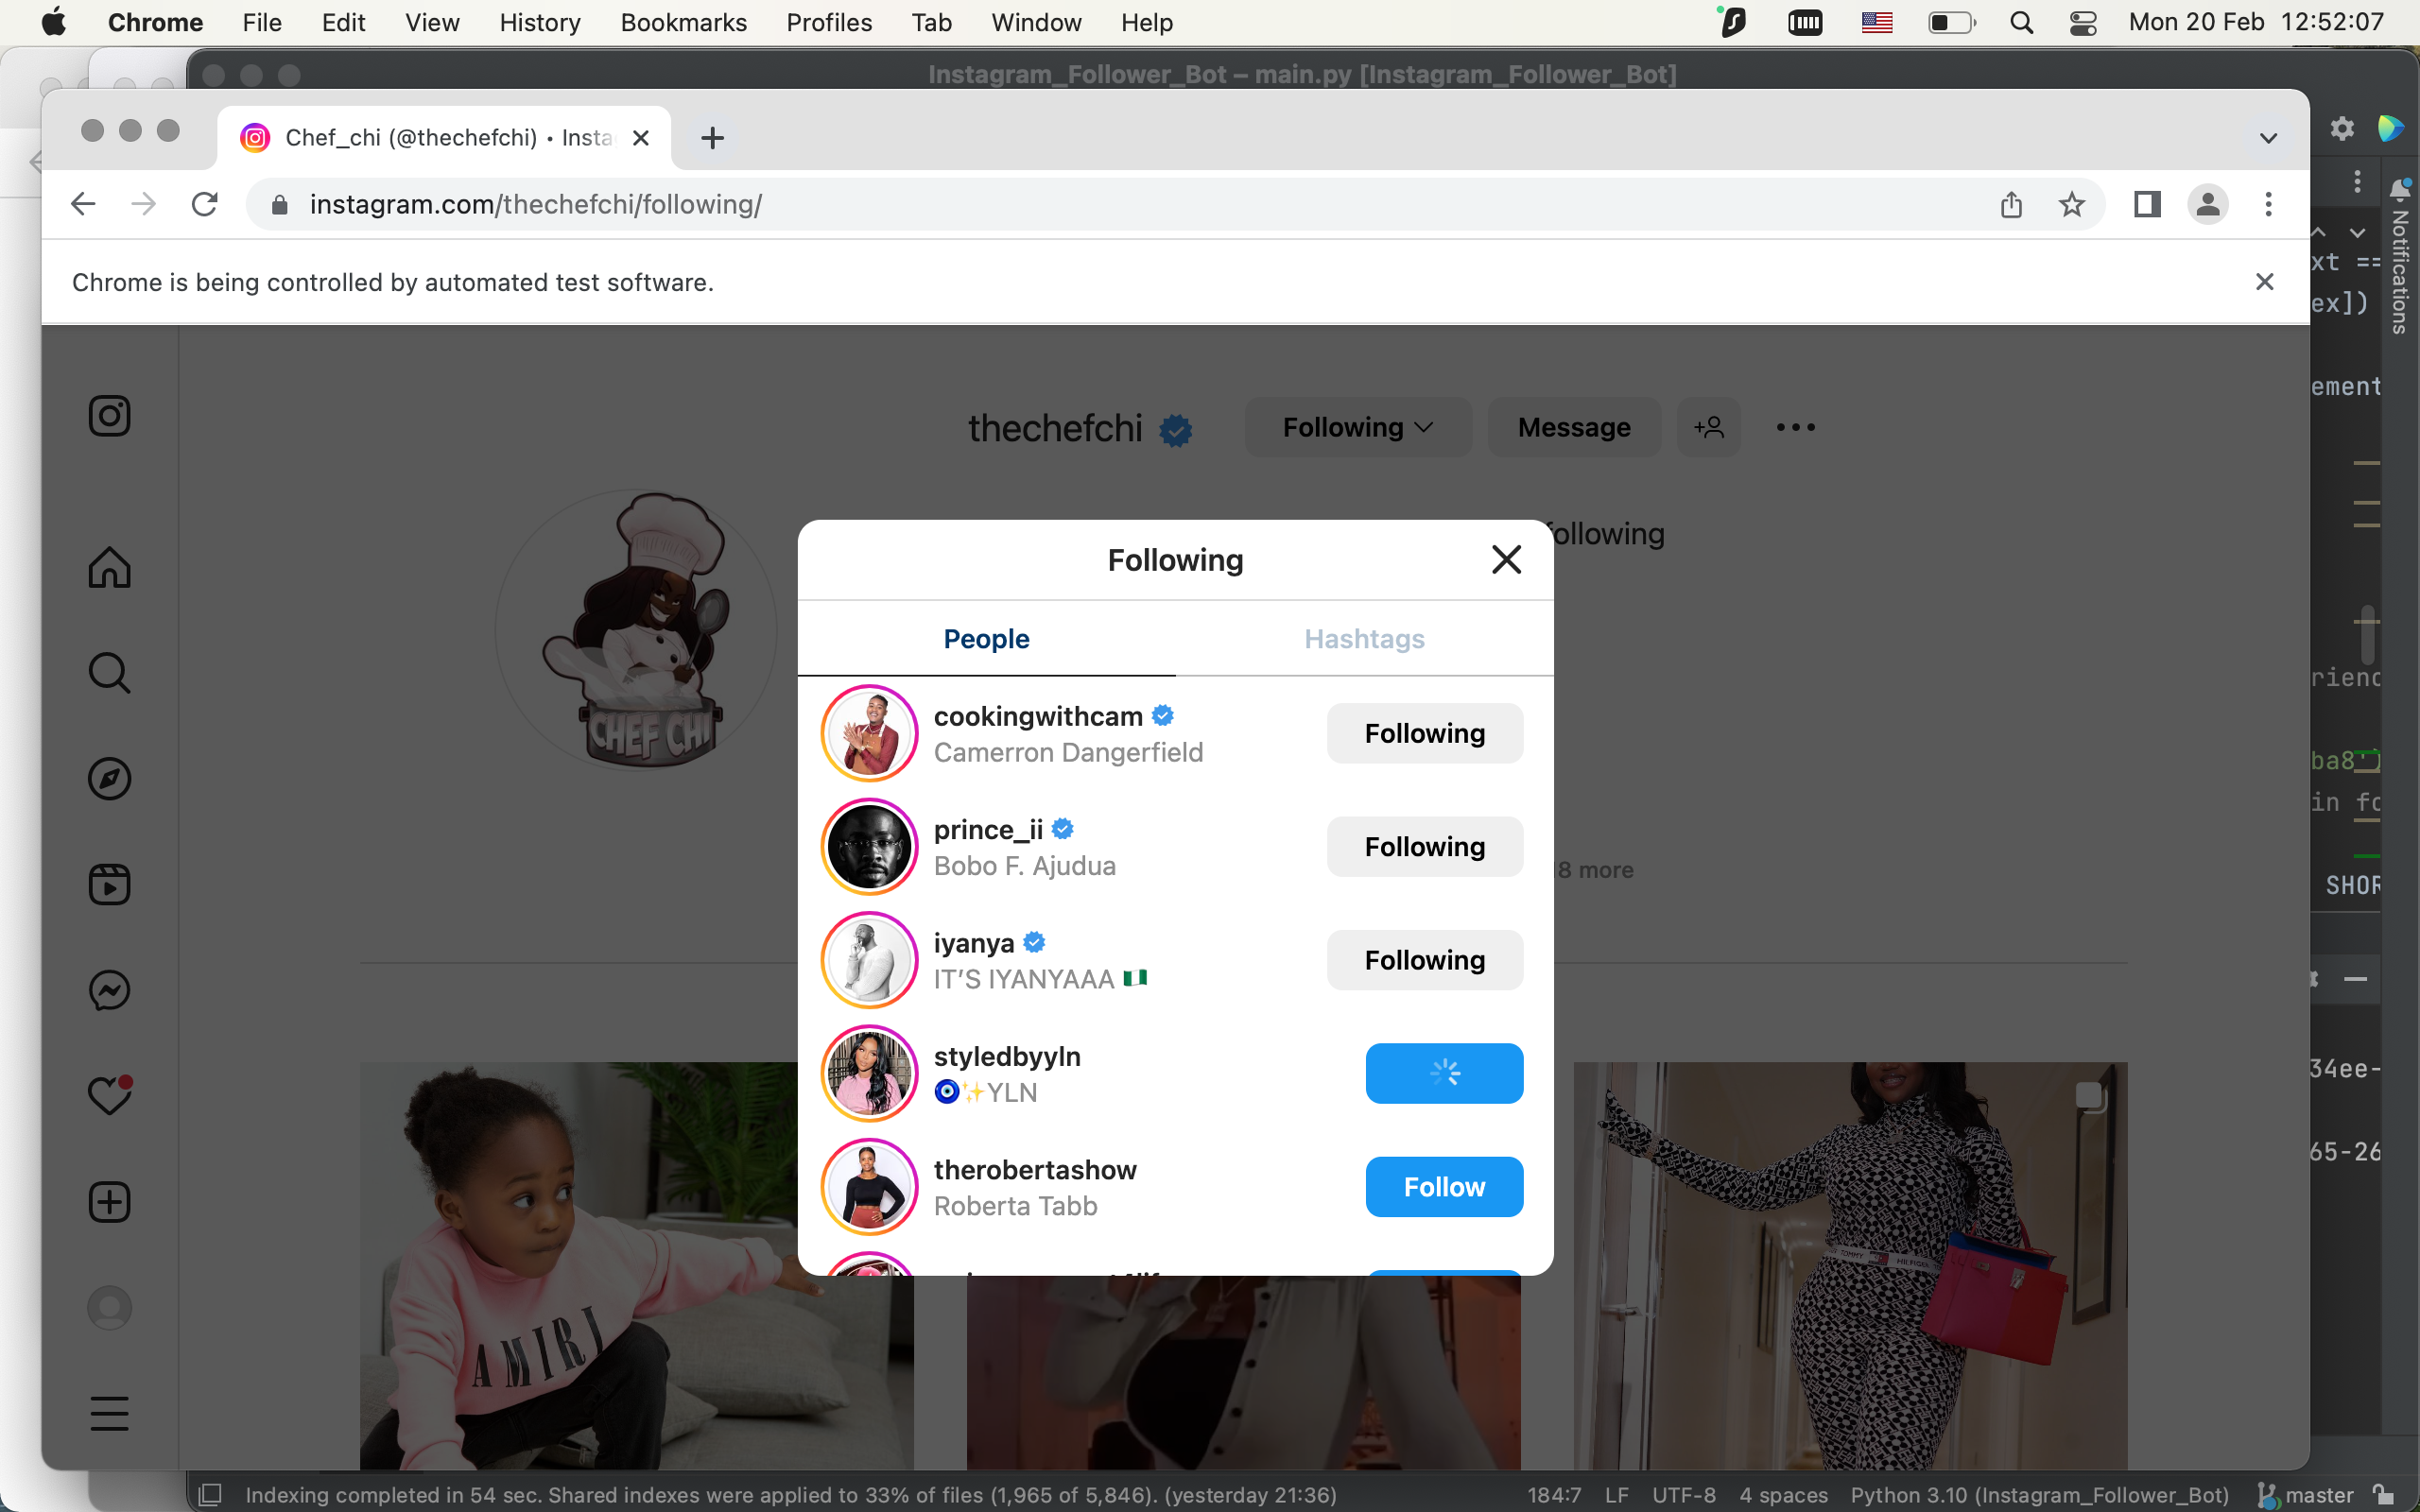 Chrome File Edit View History Bookmarks Profiles Tab Window Help Mon 20 Feb 12:52:07
Instagram_Follower_Bot – main.py [Instagram_Follower_Bot]
Chef_chi (@thechefchi) • Insta
instagram.com/thechefchi/following/
Chrome is being controlled by automated test software.
Notifications
xt ==
ex])
ement
thechefchi Following Message
following
CHEF CHI
Following
People Hashtags
cookingwithcam Following
Camerron Dangerfield
prince_ii Following
Bobo F. Ajudua
8 more
iyanya Following
IT'S IYANYAAA 🇳🇬
styledbyyln
🧿✨YLN
therobertashow Follow
Roberta Tabb
rienc
ba8')
in fo
SHOR
34ee-
65-26
AMIRI
TOMMY HILFIGER
Indexing completed in 54 sec. Shared indexes were applied to 33% of files (1,965 of 5,846). (yesterday 21:36) 184:7 LF UTF-8 4 spaces Python 3.10 (Instagram_Follower_Bot) master